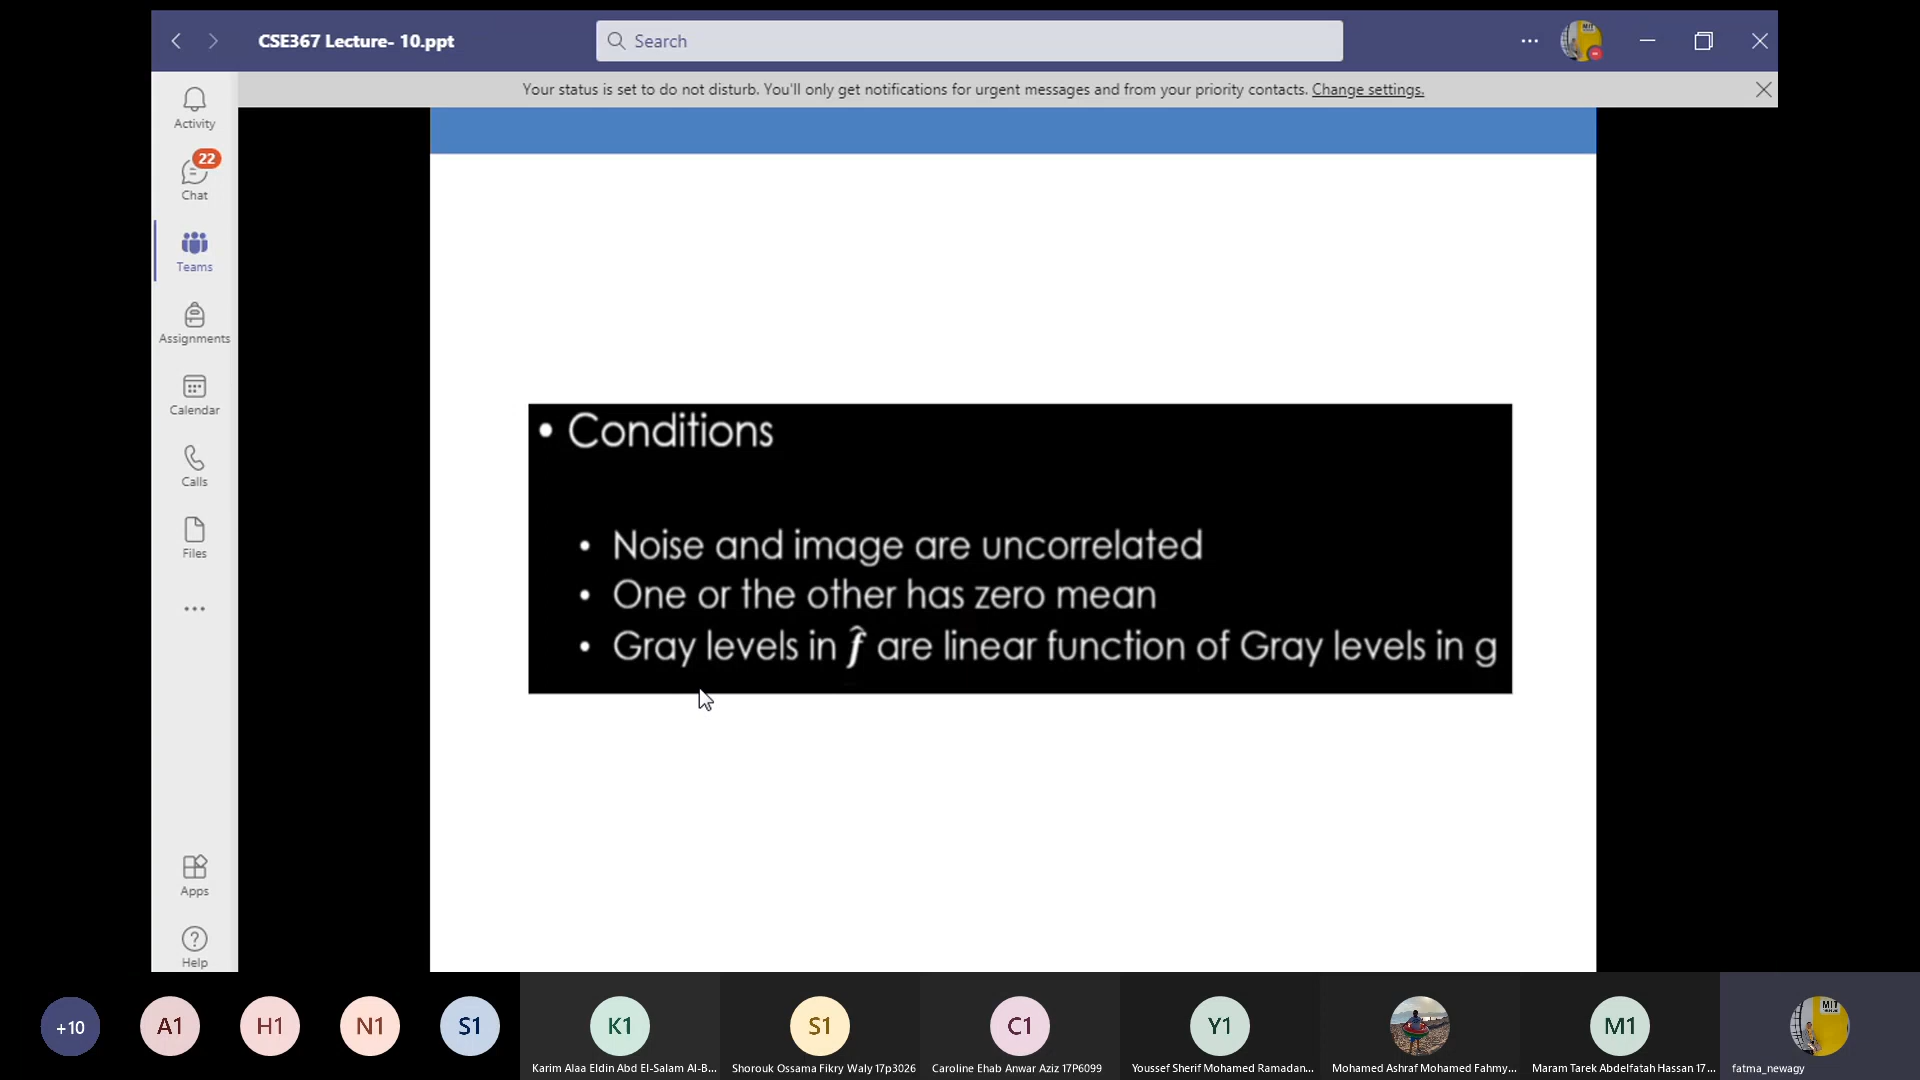 CSE367 Lecture- 10.ppt
Search
Your status is set to do not disturb. You'll only get notifications for urgent messages and from your priority contacts. Change settings.
Activity
22
Chat
Teams
Assignments
Calendar
Calls
Files
Apps
Help
• Conditions
• Noise and image are uncorrelated
• One or the other has zero mean
• Gray levels in f̂ are linear function of Gray levels in g
+10
A1
H1
N1
S1
K1
Karim Alaa Eldin Abd El-Salam Al-B...
S1
Shorouk Ossama Fikry Waly 17p3026
C1
Caroline Ehab Anwar Aziz 17P6099
Y1
Youssef Sherif Mohamed Ramadan...
Mohamed Ashraf Mohamed Fahmy...
M1
Maram Tarek Abdelfatah Hassan 17...
MIT
fatma_newagy